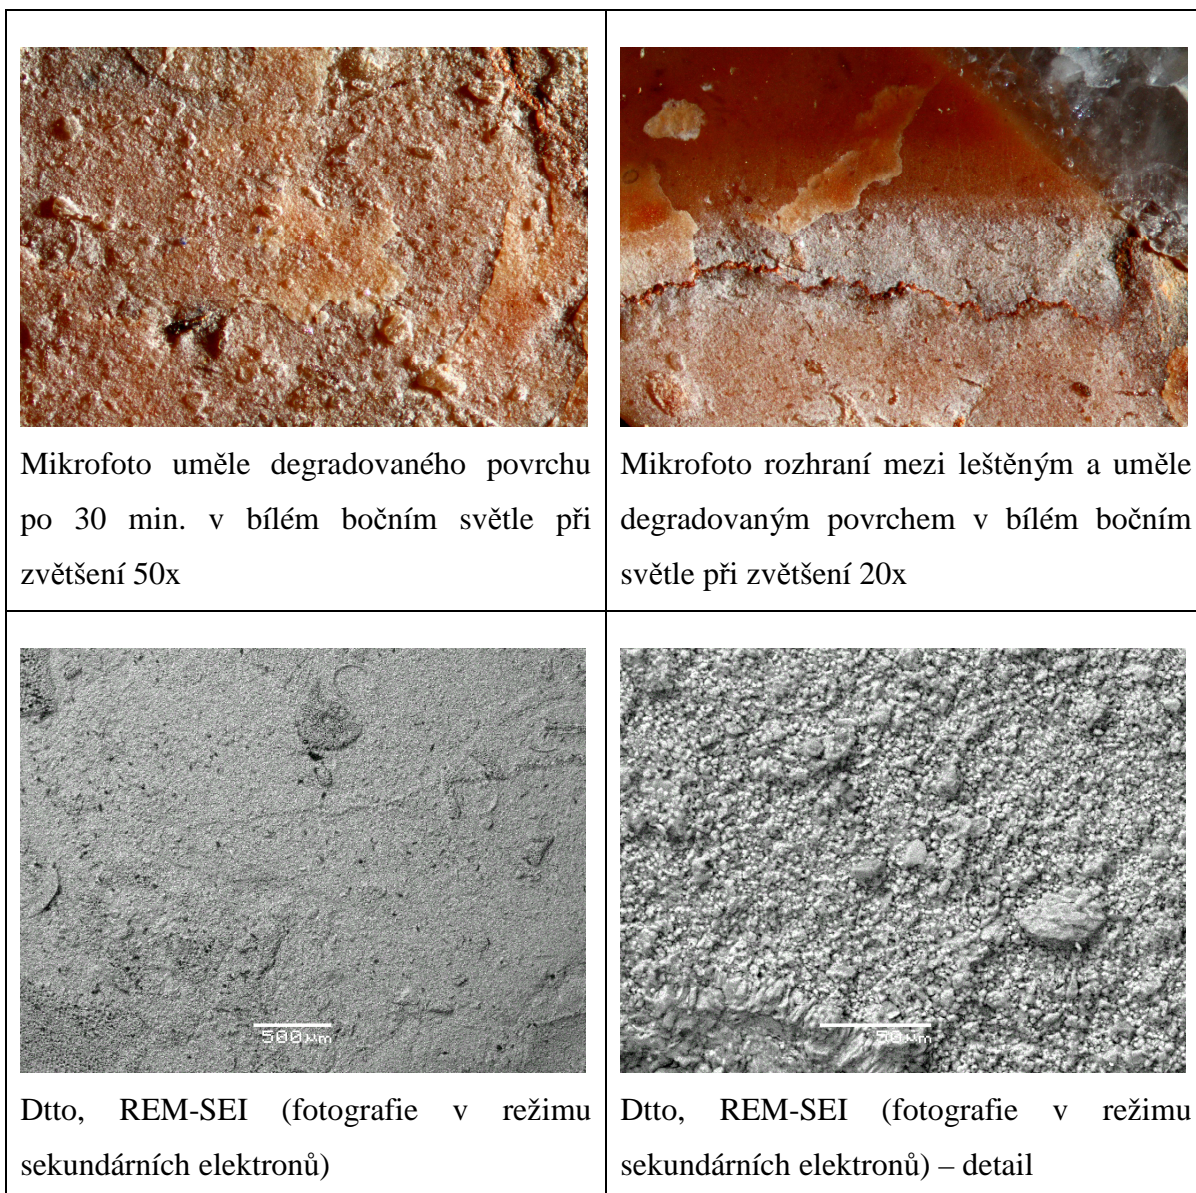 Mikrofoto uměle degradovaného povrchu
po 30 min. v bílém bočním světle při
zvětšení 50x
Mikrofoto rozhraní mezi leštěným a uměle
degradovaným povrchem v bílém bočním
světle při zvětšení 20x
500µm
Dtto, REM-SEI (fotografie v režimu
sekundárních elektronů)
50µm
Dtto, REM-SEI (fotografie v režimu
sekundárních elektronů) – detail